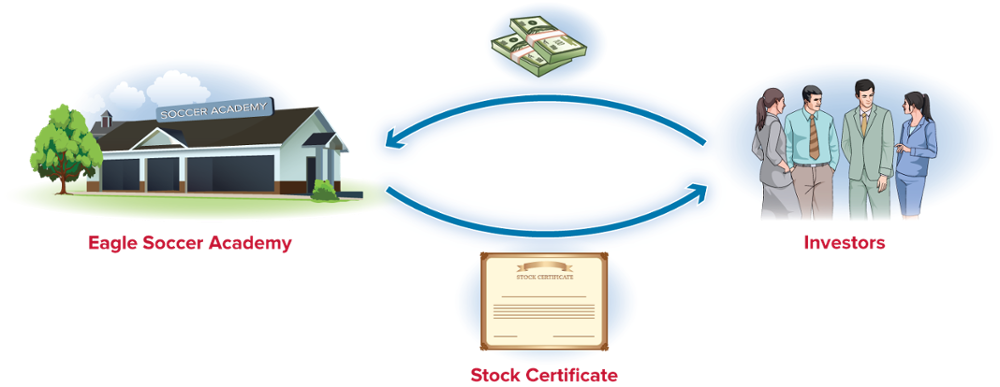 SOCCER ACADEMY
Eagle Soccer Academy
Investors
STOCK CERTIFICATE
Stock Certificate